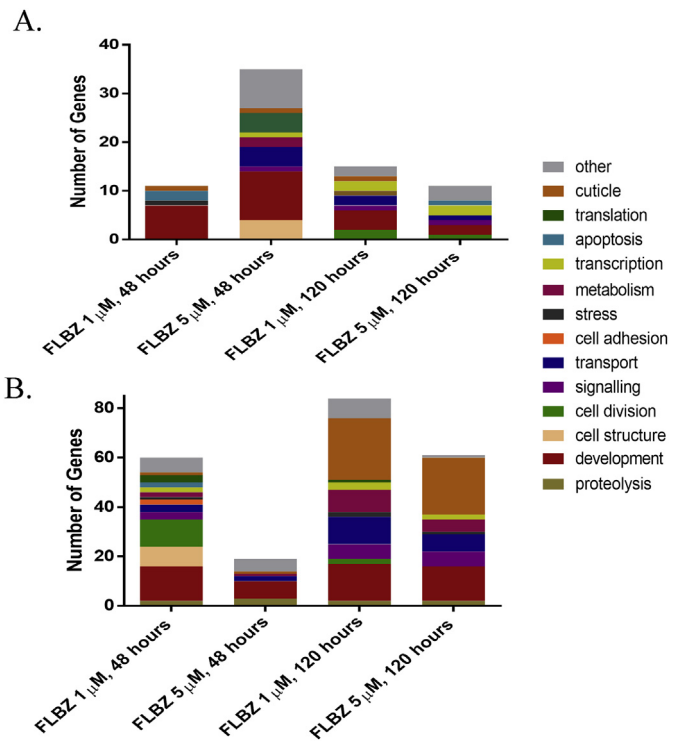 A.
40
30
20
10
0
Number of Genes
FLBZ 1 μM, 48 hours
FLBZ 5 μM, 48 hours
FLBZ 1 μM, 120 hours
FLBZ 5 μM, 120 hours
other
cuticle
translation
apoptosis
transcription
metabolism
stress
cell adhesion
transport
signalling
cell division
cell structure
development
proteolysis
B.
80
60
40
20
0
Number of Genes
FLBZ 1 μM, 48 hours
FLBZ 5 μM, 48 hours
FLBZ 1 μM, 120 hours
FLBZ 5 μM, 120 hours